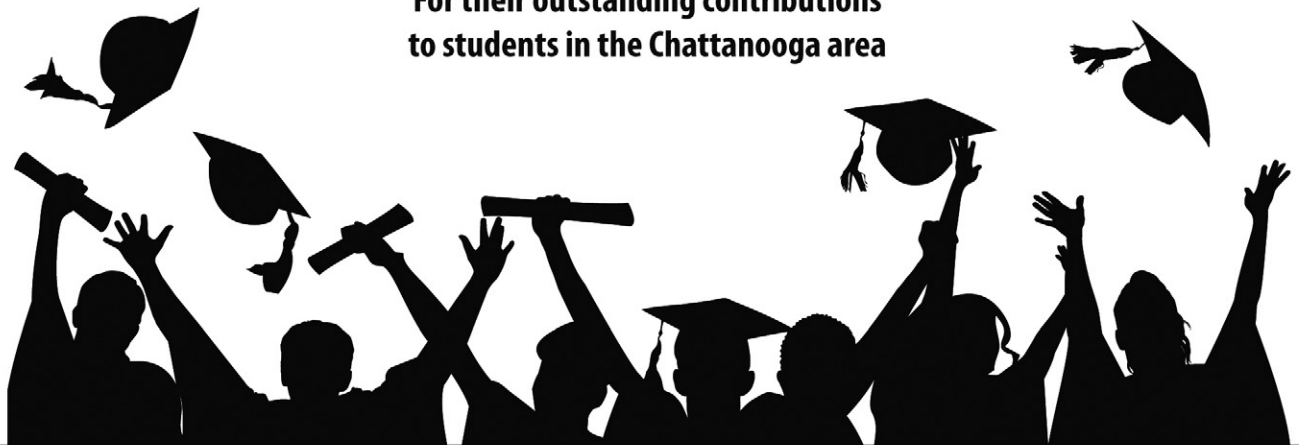 For their outstanding contributions
to students in the Chattanooga area